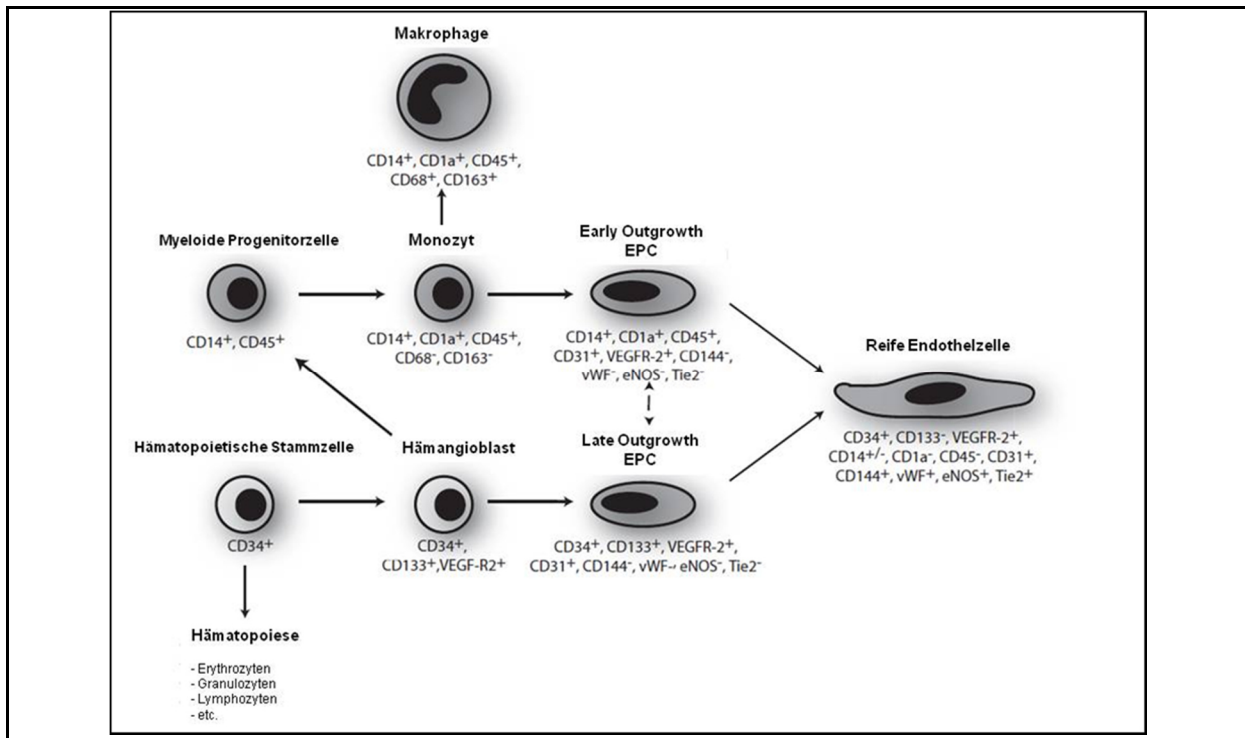 Makrophage
CD14⁺, CD1a⁺, CD45⁺,
CD68⁺, CD163⁺
Myeloide Progenitorzelle
CD14⁺, CD45⁺
Monozyt
CD14⁺, CD1a⁺, CD45⁺,
CD68⁻, CD163⁻
Early Outgrowth
EPC
CD14⁺, CD1a⁺, CD45⁺,
CD31⁺, VEGFR-2⁺, CD144⁻,
vWF⁻, eNOS⁻, Tie2⁻
Reife Endothelzelle
CD34⁺, CD133⁻, VEGFR-2⁺,
CD14⁺/⁻, CD1a⁻, CD45⁻, CD31⁺,
CD144⁺, vWF⁺, eNOS⁺, Tie2⁺
Hämatopoietische Stammzelle
CD34⁺
Hämangioblast
CD34⁺,
CD133⁺,VEGF-R2⁺
Late Outgrowth
EPC
CD34⁺, CD133⁺, VEGFR-2⁺,
CD31⁺, CD144⁻, vWF⁻, eNOS⁻, Tie2⁻
Hämatopoiese
- Erythrozyten
- Granulozyten
- Lymphozyten
- etc.